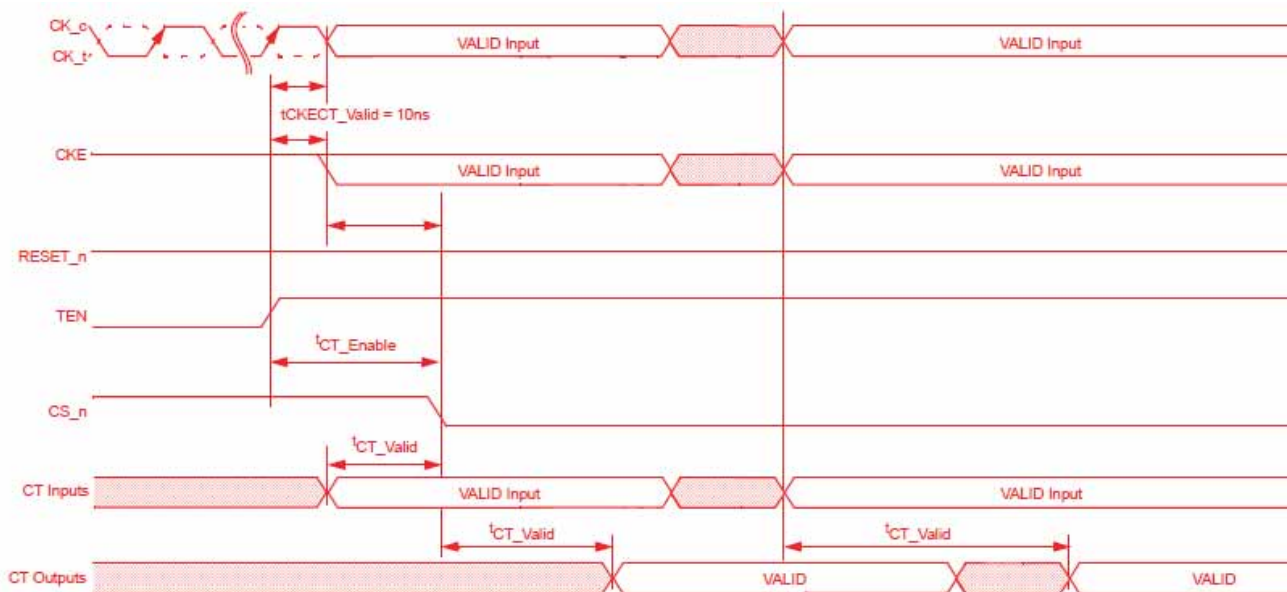 CK_c
VALID Input
VALID Input
CK_t
tCKECT_Valid = 10ns
CKE
VALID Input
VALID Input
RESET_n
TEN
tCT_Enable
CS_n
tCT_Valid
CT Inputs
VALID Input
VALID Input
tCT_Valid
tCT_Valid
CT Outputs
VALID
VALID